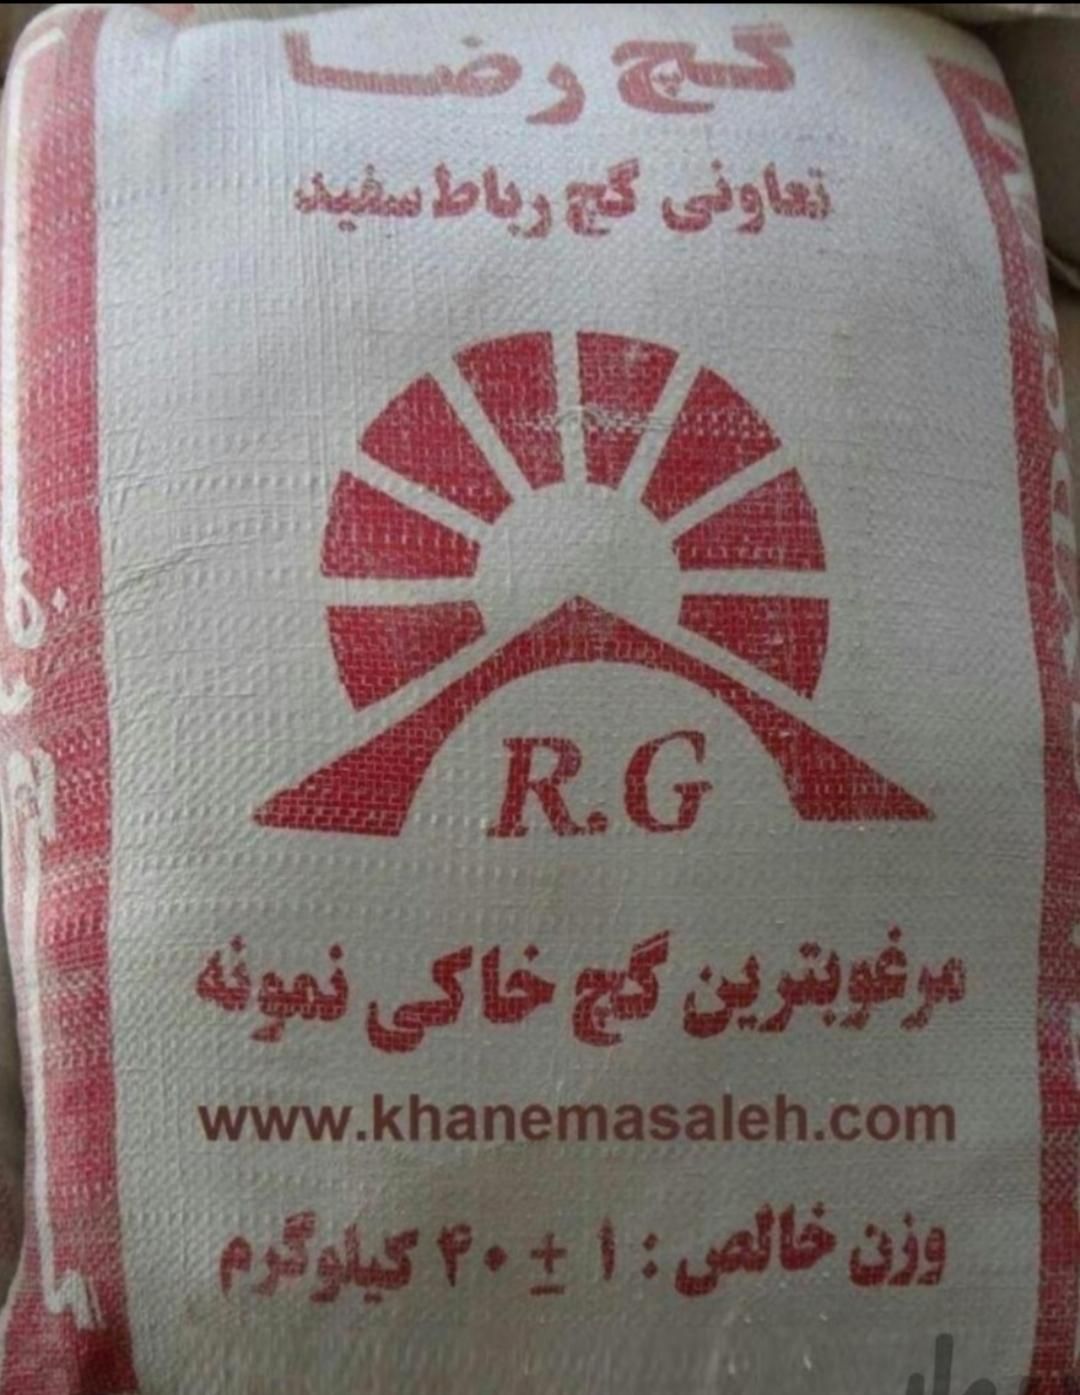 گچ رضا
تعاونی گچ رباط سفید
R.G
مرغوبترین گچ خاکی نمونه
www.khanemasaleh.com
وزن خالص : ۱ ± ۴۰ کیلوگرم